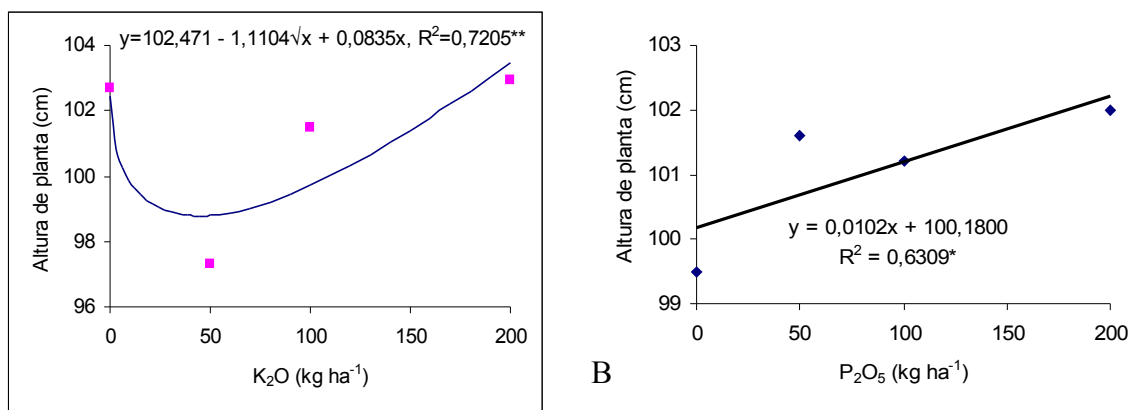 y=102,471 - 1,1104√x + 0,0835x, R²=0,7205**
104
102
100
98
96
Altura de planta (cm)
0 50 100 150 200
K₂O (kg ha⁻¹)
B
103
102
101
100
99
Altura de planta (cm)
y = 0,0102x + 100,1800
R² = 0,6309*
0 50 100 150 200
P₂O₅ (kg ha⁻¹)